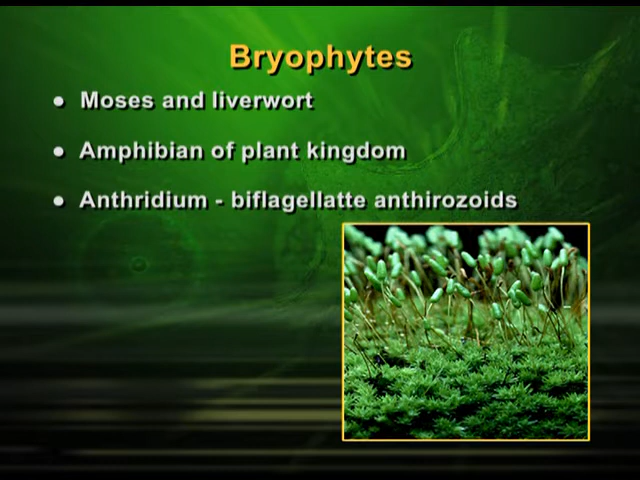 Bryophytes
• Moses and liverwort
• Amphibian of plant kingdom
• Anthridium - biflagellatte anthirozoids